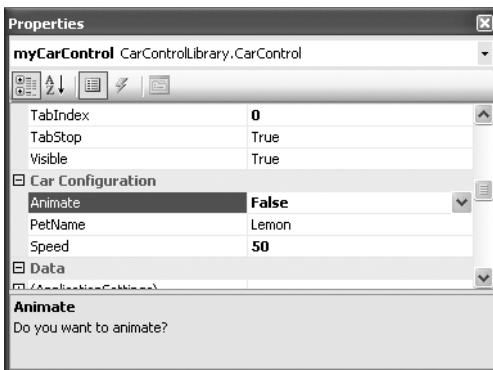 Properties
myCarControl CarControlLibrary.CarControl
TabIndex 0
TabStop True
Visible True
Car Configuration
Animate False
PetName Lemon
Speed 50
Data
(ApplicationSettings)
Animate
Do you want to animate?